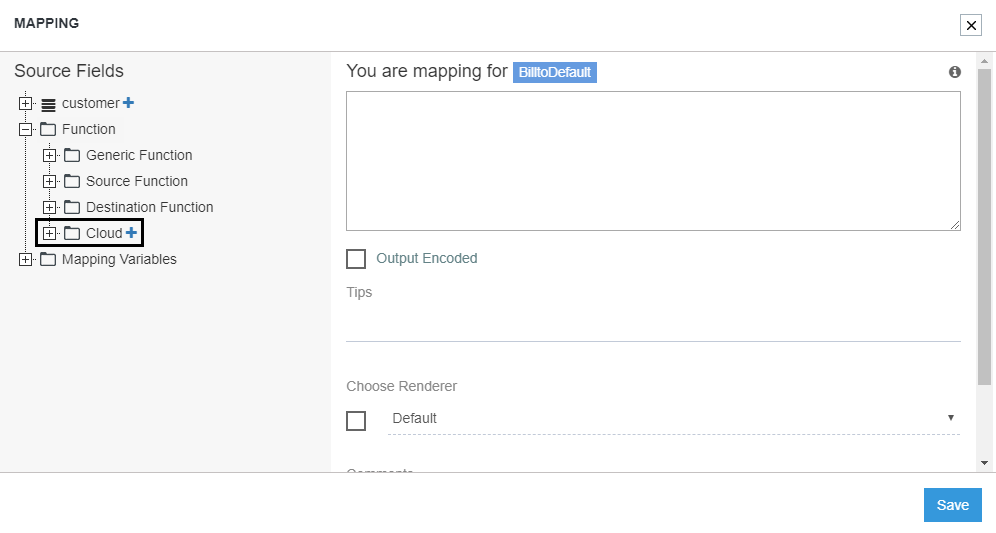 MAPPING
Source Fields
customer
Function
Generic Function
Source Function
Destination Function
Cloud
Mapping Variables
You are mapping for BilltoDefault
Output Encoded
Tips
Choose Renderer
Default
Comments
Save